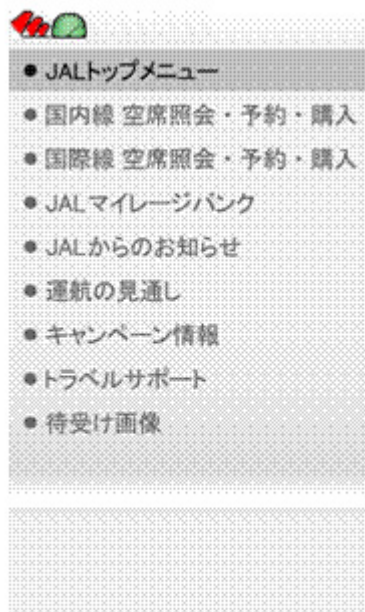 ● JALトップメニュー
● 国内線 空席照会・予約・購入
● 国際線 空席照会・予約・購入
● JALマイレージバンク
● JALからのお知らせ
● 運航の見通し
● キャンペーン情報
● トラベルサポート
● 待受け画像